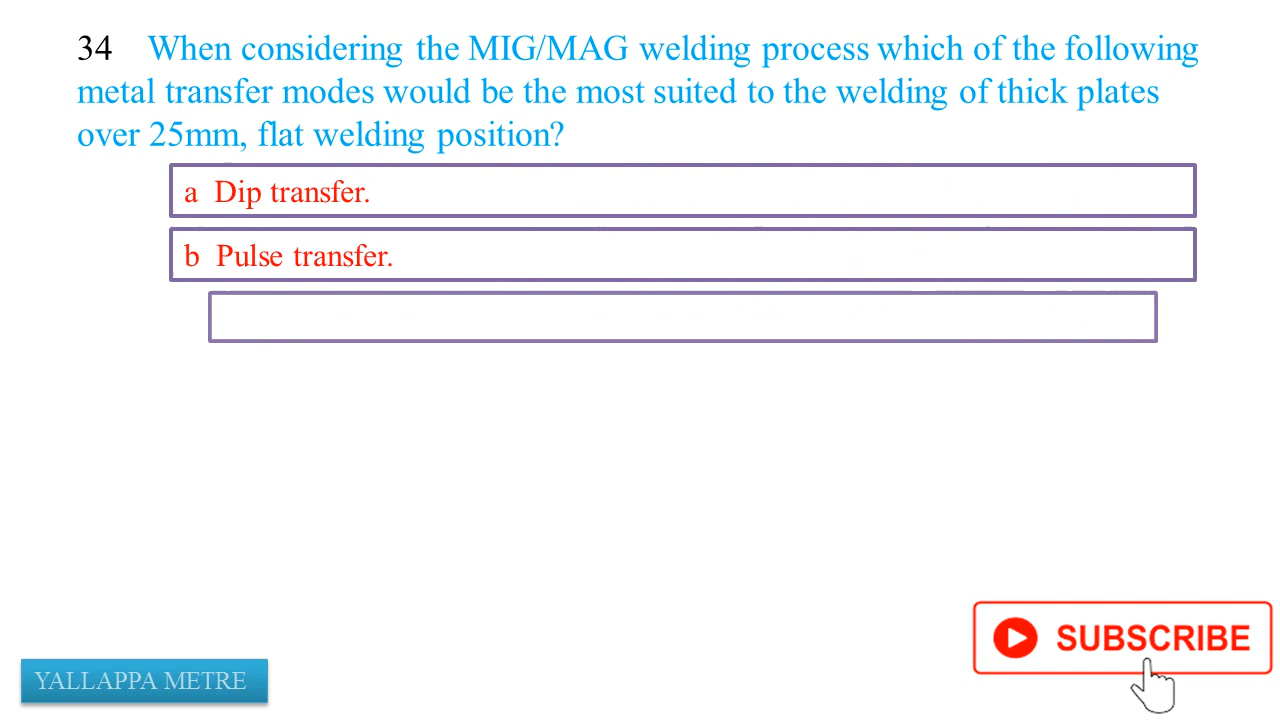 34 When considering the MIG/MAG welding process which of the following
metal transfer modes would be the most suited to the welding of thick plates
over 25mm, flat welding position?
a Dip transfer.
b Pulse transfer.
SUBSCRIBE
YALLAPPA METRE